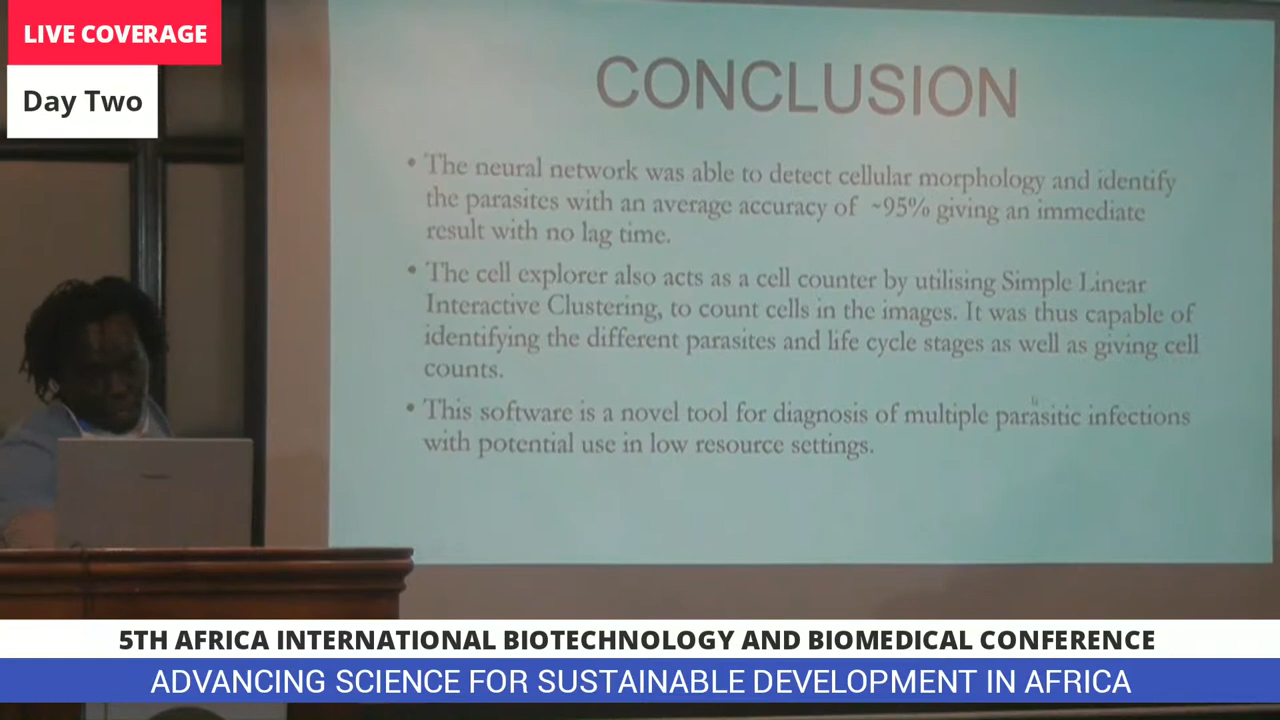 LIVE COVERAGE
Day Two
CONCLUSION
• The neural network was able to detect cellular morphology and identify
the parasites with an average accuracy of ~95% giving an immediate
result with no lag time.
• The cell explorer also acts as a cell counter by utilising Simple Linear
Interactive Clustering, to count cells in the images. It was thus capable of
identifying the different parasites and life cycle stages as well as giving cell
counts.
• This software is a novel tool for diagnosis of multiple parasitic infections
with potential use in low resource settings.
5TH AFRICA INTERNATIONAL BIOTECHNOLOGY AND BIOMEDICAL CONFERENCE
ADVANCING SCIENCE FOR SUSTAINABLE DEVELOPMENT IN AFRICA